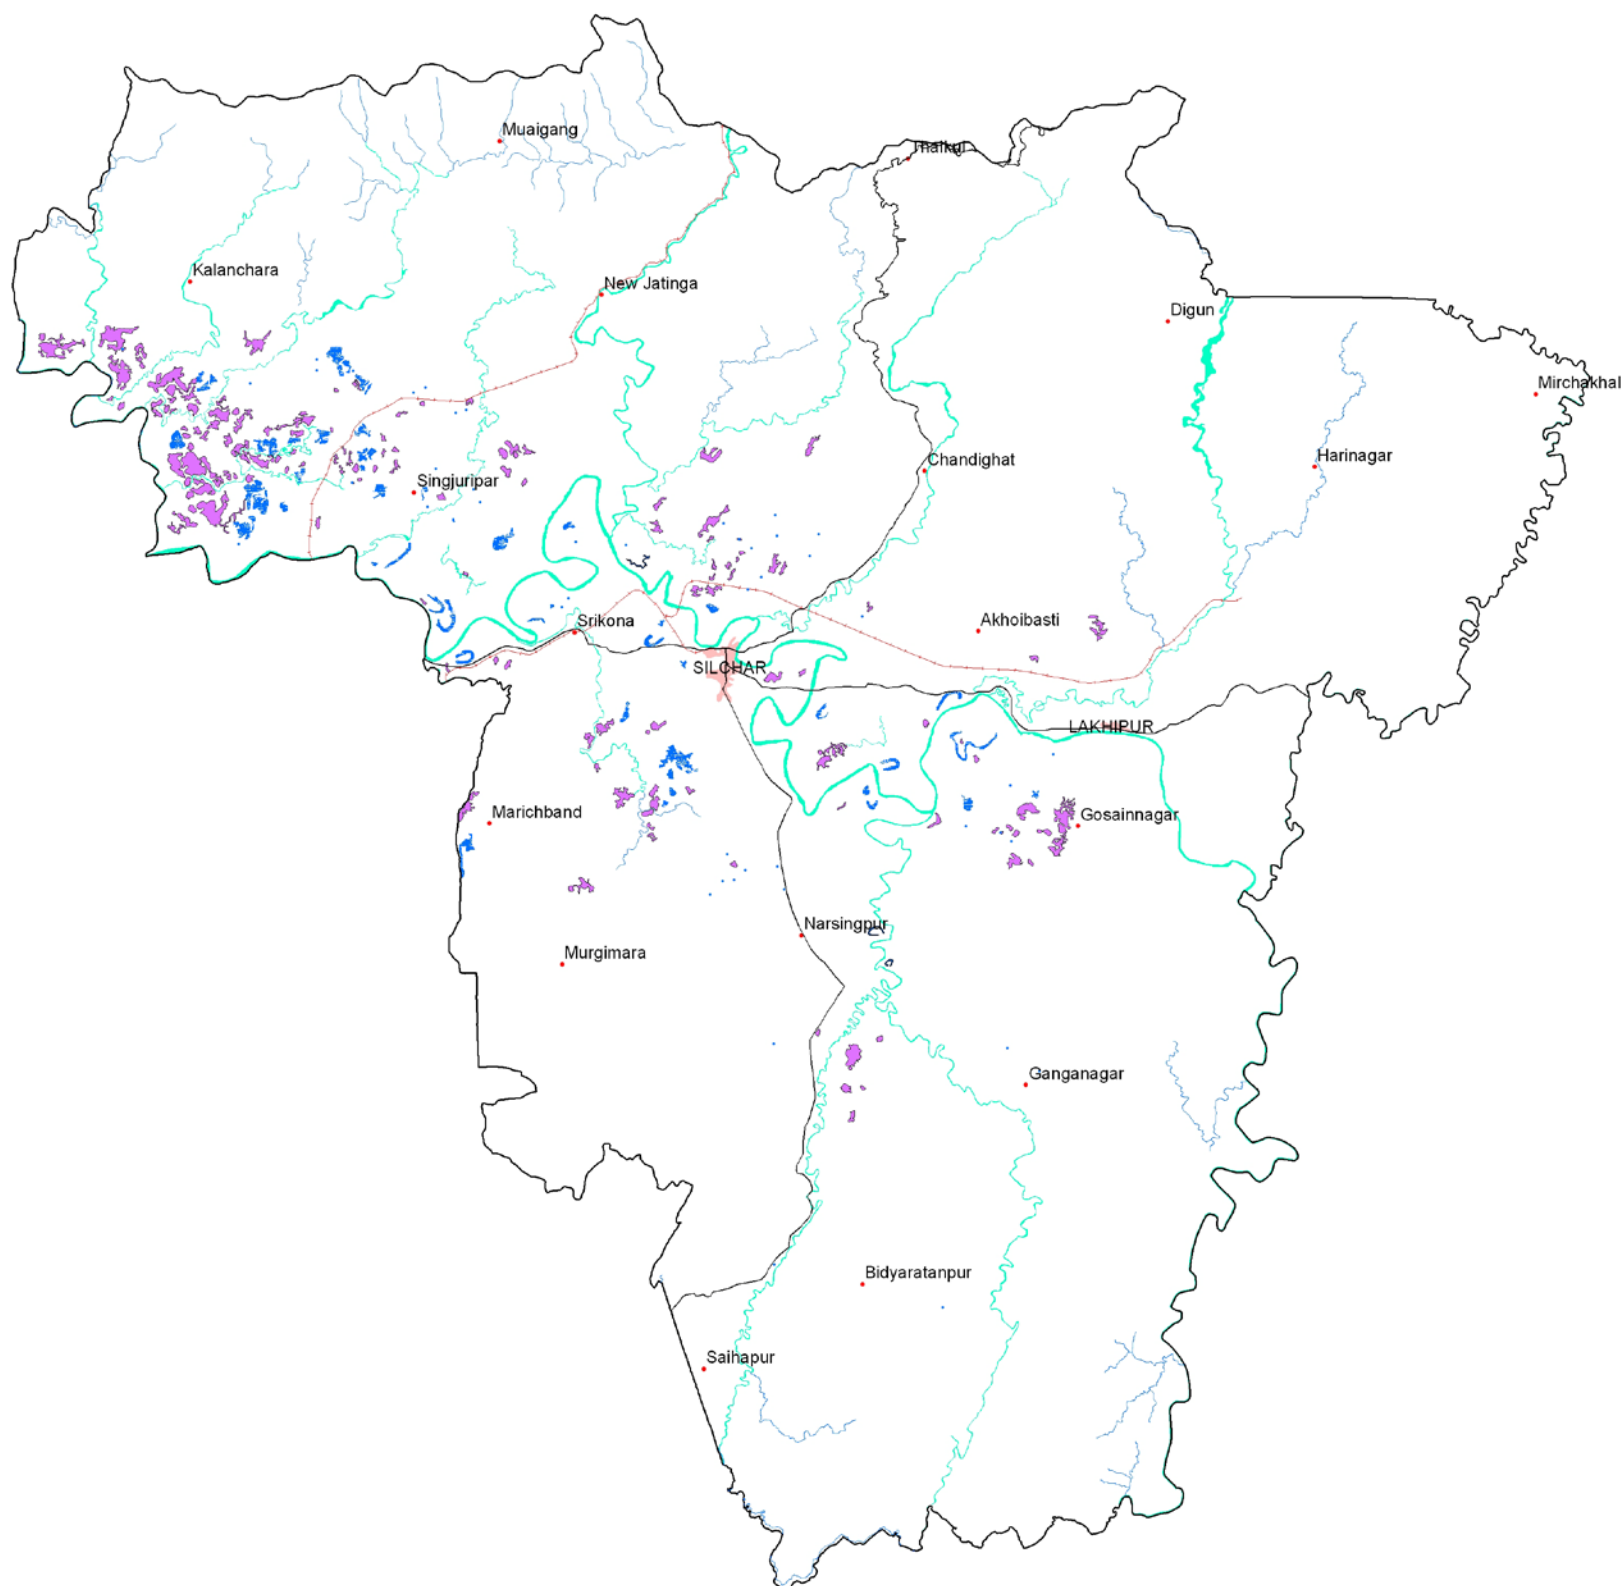 Muaigang
Thaikul
Kalanchara
New Jatinga
Digun
Mirchakhal
Harinagar
Chandighat
Singjuripar
Akhoibasti
Srikona
SILCHAR
LAKHIPUR
Marichband
Gosainnagar
Narsingpur
Murgimara
Ganganagar
Bidyaratanpur
Saihapur